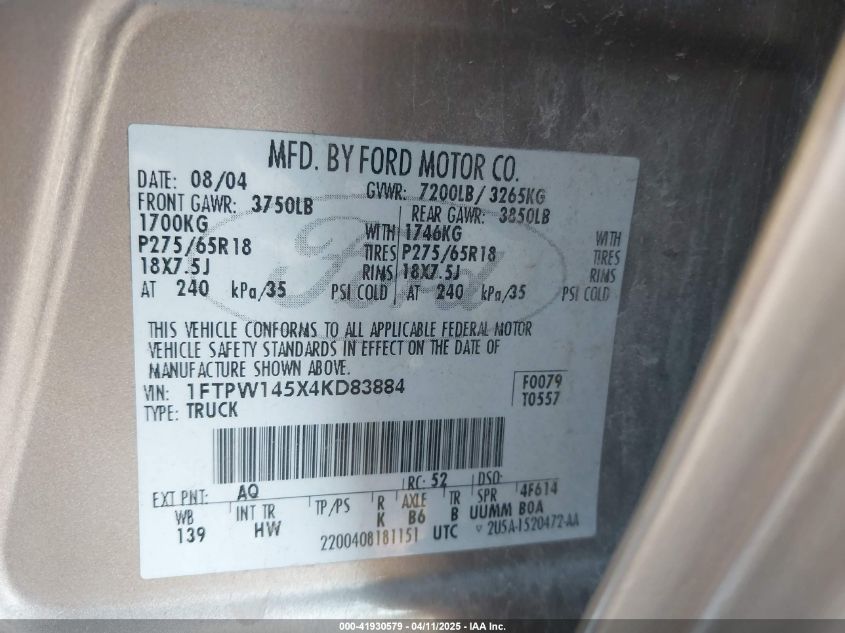 MFD. BY FORD MOTOR CO.
DATE: 08/04 GVWR: 7200LB/3265KG
FRONT GAWR: 3750LB REAR GAWR: 3850LB
1700KG WITH 1746KG WITH
P275/65R18 TIRES P275/65R18 TIRES
18X7.5J RIMS 18X7.5J RIMS
AT 240 kPa/35 PSI COLD AT 240 kPa/35 PSI COLD
THIS VEHICLE CONFORMS TO ALL APPLICABLE FEDERAL MOTOR
VEHICLE SAFETY STANDARDS IN EFFECT ON THE DATE OF
MANUFACTURE SHOWN ABOVE.
VIN: 1FTPW145X4KD83884 F0079
TYPE: TRUCK T0557
RC: 52 DSO:
EXT PNT: AQ
WB INT TR TP/PS R AXLE TR SPR 4F614
139 HW K B6 B UUMM BOA
2200408181151 UTC ▽ 2U5A-1520472-AA
Ford
000-41930579 - 04/11/2025 - IAA Inc.